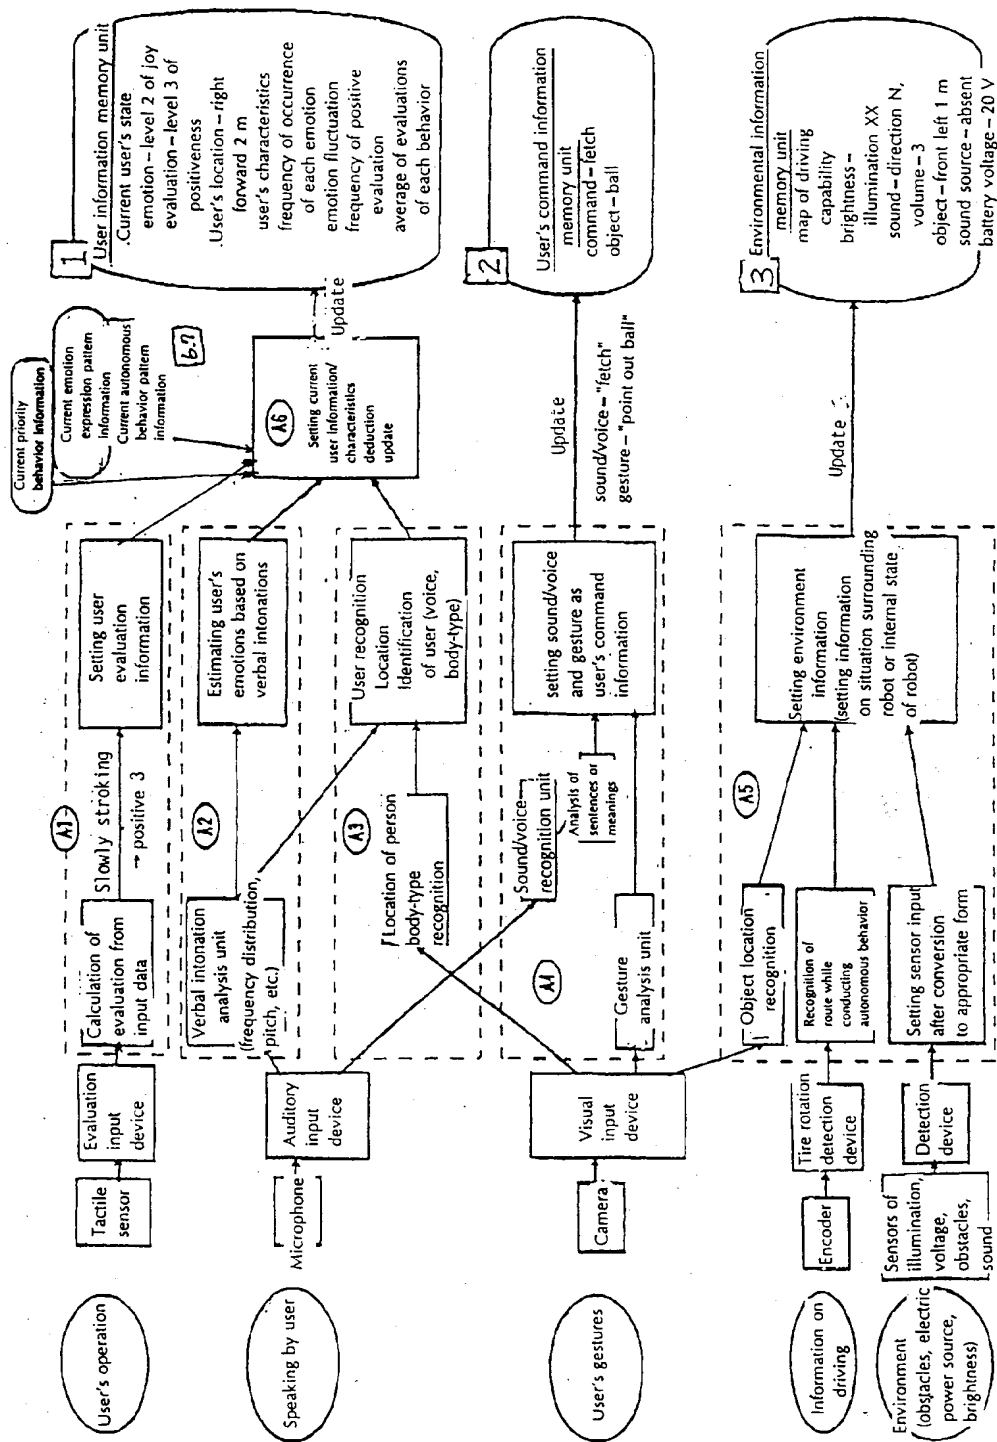 User's operation
Tactile
sensor
Evaluation
input
device
Calculation of
evaluation from
input data
A1
Slowly stroking
→ positive 3
Setting user
evaluation
information
Current priority
behavior information
Current emotion
expression pattern
information
Current autonomous
behavior pattern
information
6.7
Speaking by user
Microphone
Auditory
input
device
Verbal intonation
analysis unit
(frequency distribution,
pitch, etc.)
A2
Estimating user's
emotions based on
verbal intonations
A3
Location of person
body-type
recognition
User recognition
Location
Identification
of user (voice,
body-type)
A6
Setting current
user information/
characteristics
deduction
update
Update
1
User information memory unit
.Current user's state
emotion–level 2 of joy
evaluation–level 3 of
positiveness
.User's location–right
forward 2 m
user's characteristics
frequency of occurrence
of each emotion
emotion fluctuation
frequency of positive
evaluation
average of evaluations
of each behavior
User's gestures
Camera
Visual
input
device
A4
Gesture
analysis unit
Sound/voice
recognition unit
Analysis of
sentences or
meanings
setting sound/voice
and gesture as
user's command
information
Update
sound/voice–"fetch"
gesture–"point out ball"
2
User's command information
memory unit
command–fetch
object–ball
Information on
driving
Encoder
Tire rotation
detection
device
Environment
(obstacles, electric
power source,
brightness)
Sensors of
illumination,
voltage,
obstacles,
sound
Detection
device
A5
Object location
recognition
Recognition of
route while
conducting
autonomous behavior
Setting sensor input
after conversion
to appropriate form
Setting environment
information
(setting information
on situation surrounding
robot or internal state
of robot)
Update
3
Environmental information
memory unit
map of driving
capability
brightness–
illumination XX
sound–direction N,
volume–3
object–front left 1 m
sound source–absent
battery voltage–20 V